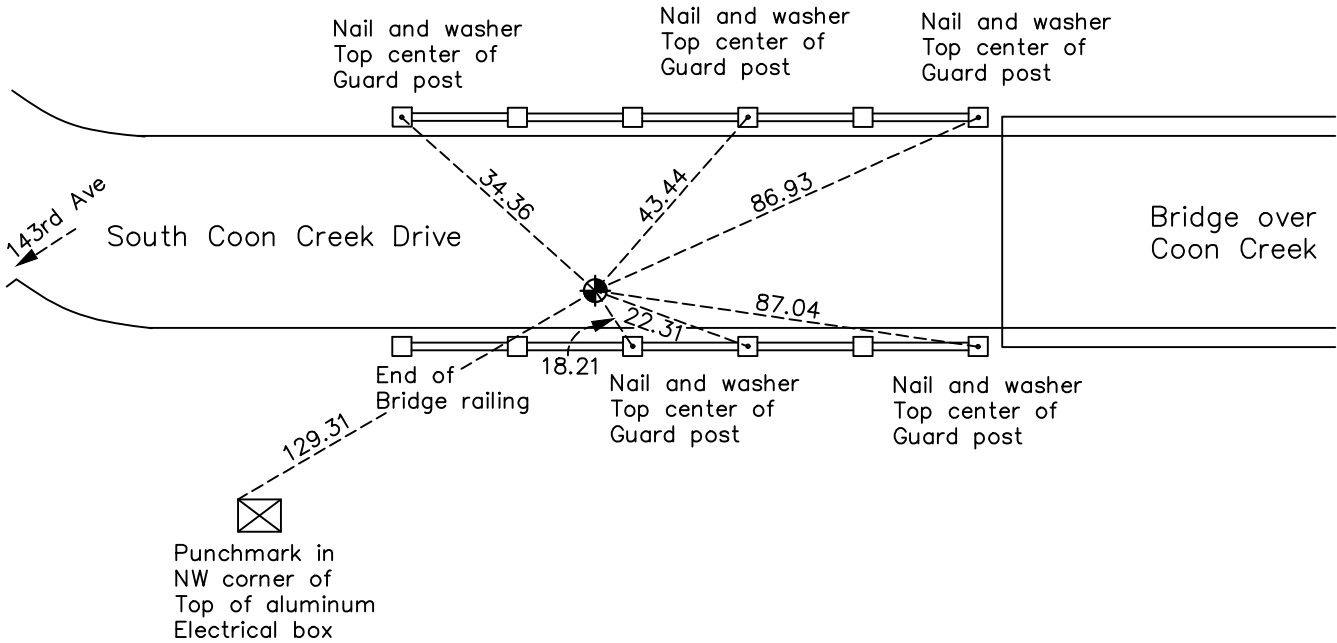 Nail and washer
Top center of
Guard post
Nail and washer
Top center of
Guard post
Nail and washer
Top center of
Guard post
34.36
43.44
86.93
143rd Ave
South Coon Creek Drive
Bridge over
Coon Creek
87.04
22.31
18.21
End of
Bridge railing
Nail and washer
Top center of
Guard post
Nail and washer
Top center of
Guard post
129.31
Punchmark in
NW corner of
Top of aluminum
Electrical box